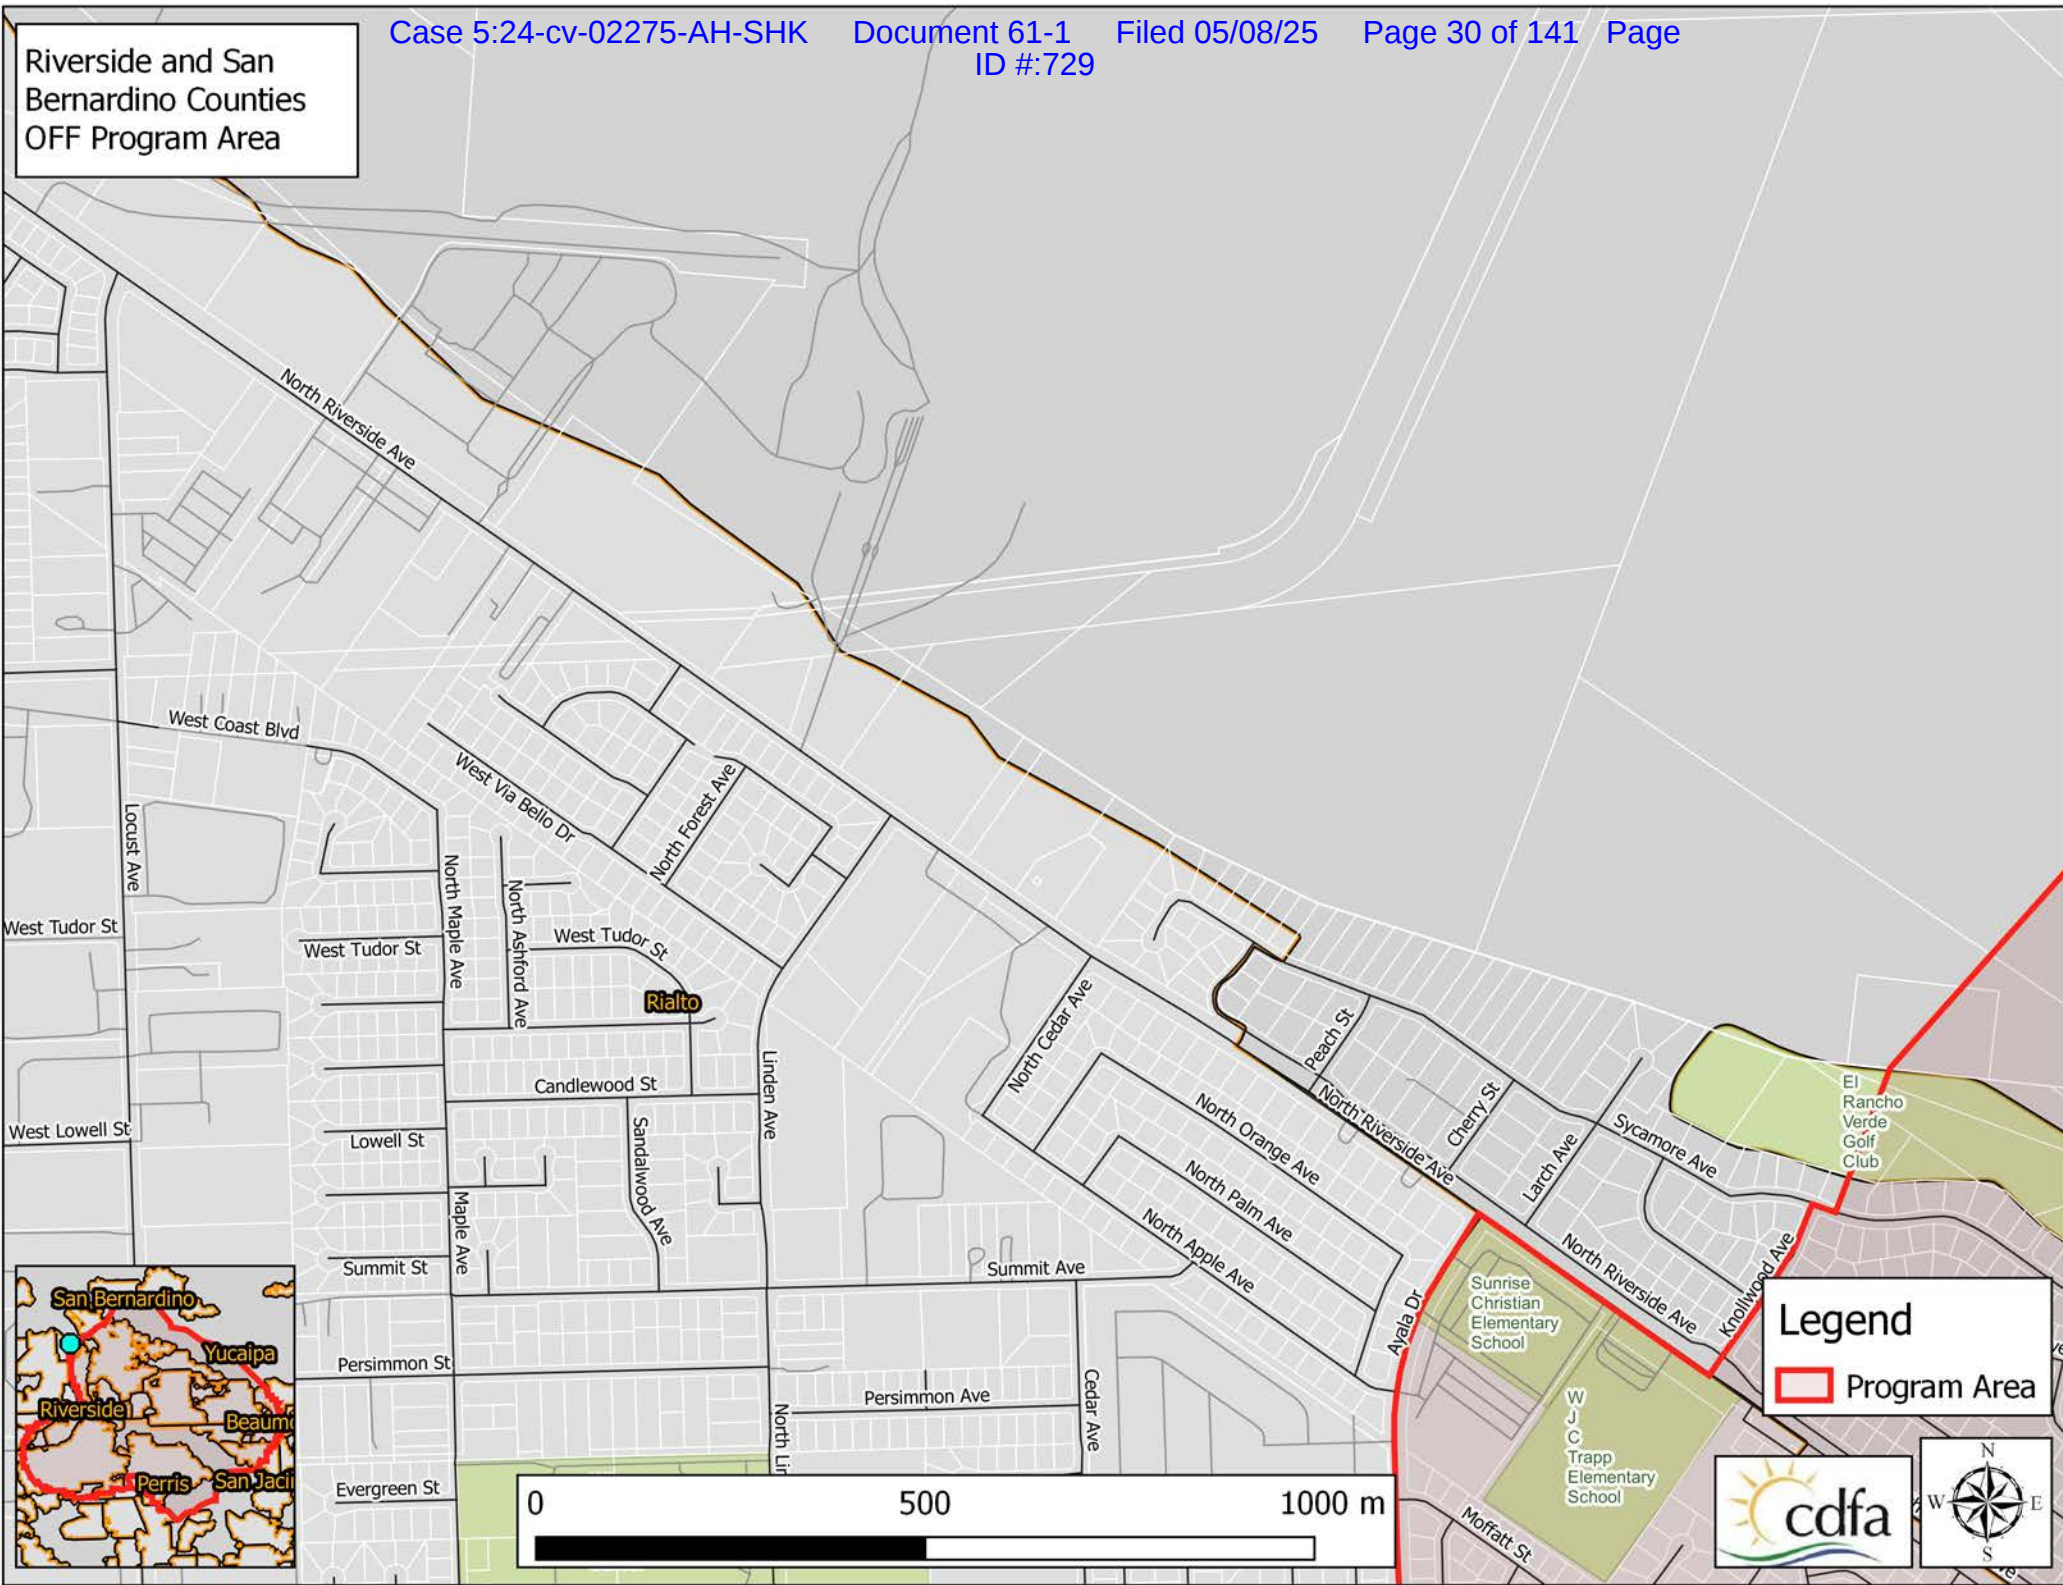 Case 5:24-cv-02275-AH-SHK Document 61-1 Filed 05/08/25 Page 30 of 141 Page
ID #:729
Riverside and San
Bernardino Counties
OFF Program Area
North Riverside Ave
West Coast Blvd
West Via Bello Dr
North Forest Ave
Locust Ave
North Maple Ave
North Ashford Ave
West Tudor St
West Tudor St
West Tudor St
Rialto
North Cedar Ave
Peach St
Candlewood St
Linden Ave
El
Rancho
Verde
Golf
Club
West Lowell St
Lowell St
Sandalwood Ave
North Orange Ave
North Riverside Ave
Cherry St
Larch Ave
Sycamore Ave
North Palm Ave
North Apple Ave
Maple Ave
Summit St
Summit Ave
Avala Dr
Sunrise
Christian
Elementary
School
North Riverside Ave
Knollwood Ave
San Bernardino
Yucaipa
Riverside
Beaumo
Perris
San Jacin
Persimmon St
Persimmon Ave
Cedar Ave
North Lin
Evergreen St
W
J
C
Trapp
Elementary
School
Moffatt St
Legend
Program Area
0 500 1000 m
cdfa
N
W E
S